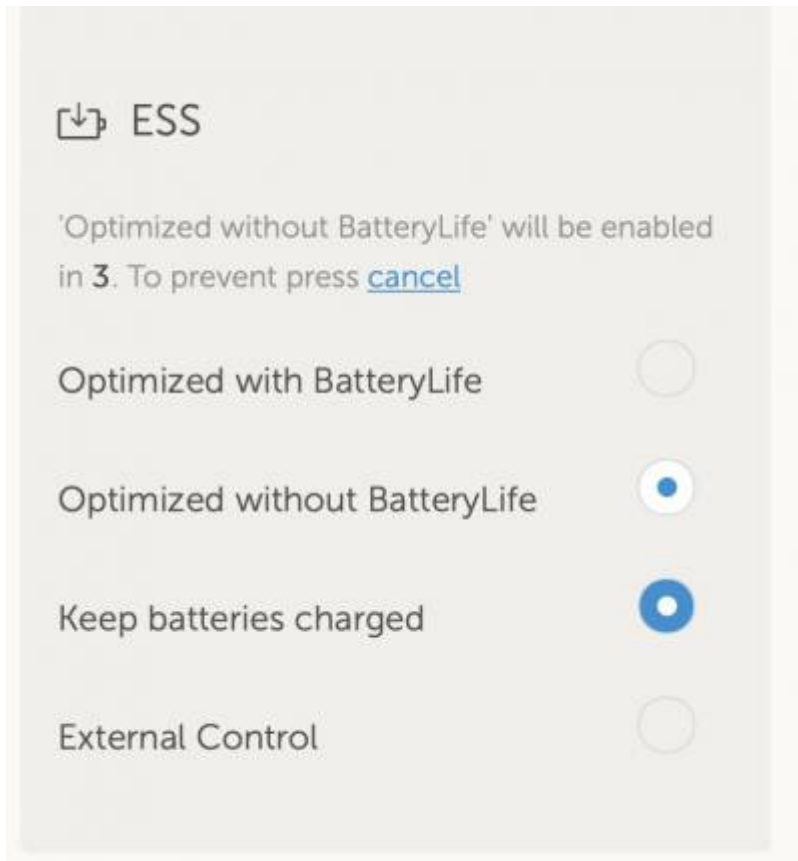 ESS
'Optimized without BatteryLife' will be enabled
in 3. To prevent press cancel
Optimized with BatteryLife
Optimized without BatteryLife
Keep batteries charged
External Control